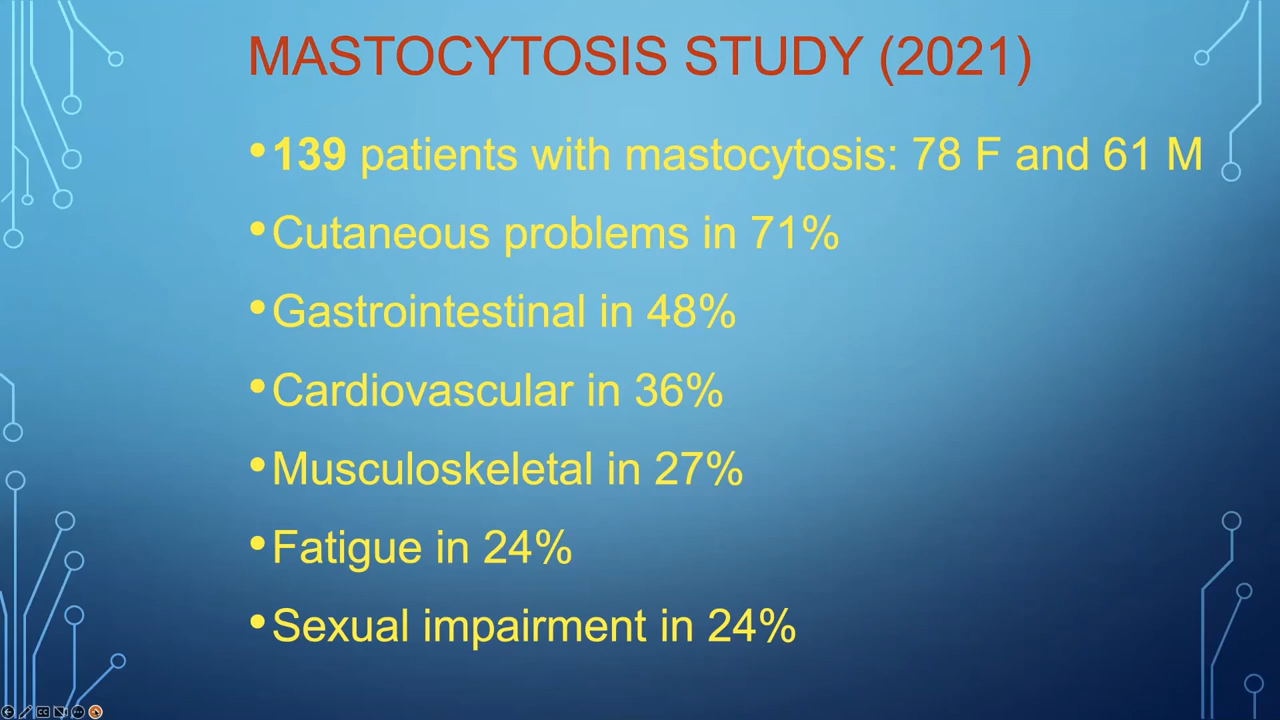 MASTOCYTOSIS STUDY (2021)
•139 patients with mastocytosis: 78 F and 61 M
•Cutaneous problems in 71%
•Gastrointestinal in 48%
•Cardiovascular in 36%
•Musculoskeletal in 27%
•Fatigue in 24%
•Sexual impairment in 24%
CC